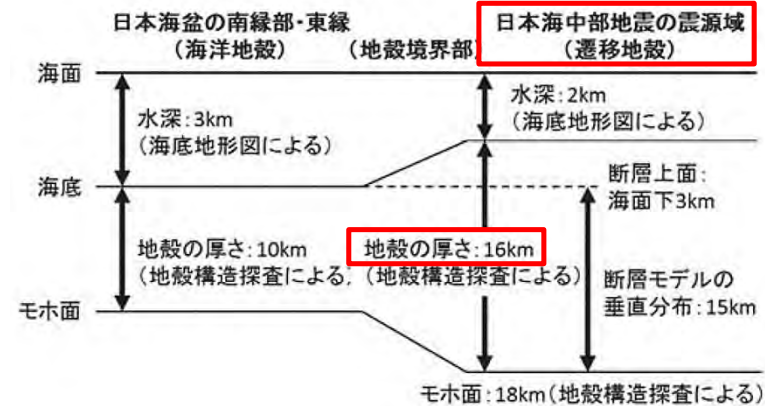 日本海盆の南縁部・東縁
（海洋地殻）
（地殻境界部）
日本海中部地震の震源域
（遷移地殻）
海面
水深：3km
（海底地形図による）
水深：2km
（海底地形図による）
海底
断層上面：
海面下3km
地殻の厚さ：10km
（地殻構造探査による
地殻の厚さ：16km
（地殻構造探査による）
断層モデルの
垂直分布：15km
モホ面
モホ面：18km（地殻構造探査による）